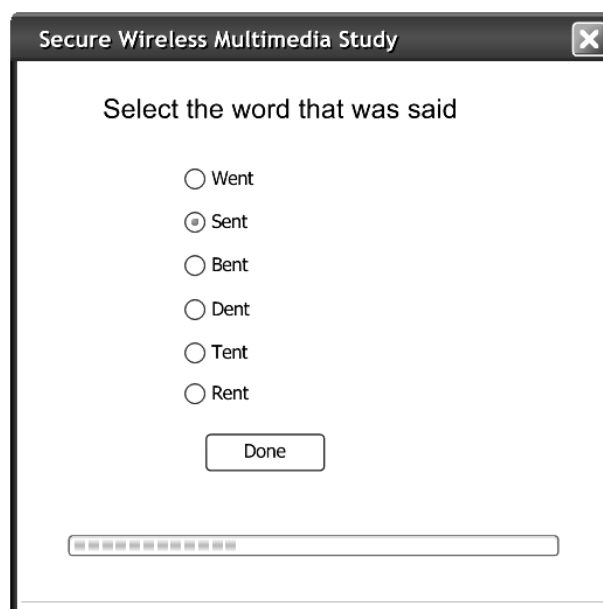 Secure Wireless Multimedia Study
Select the word that was said
Went
Sent
Bent
Dent
Tent
Rent
Done